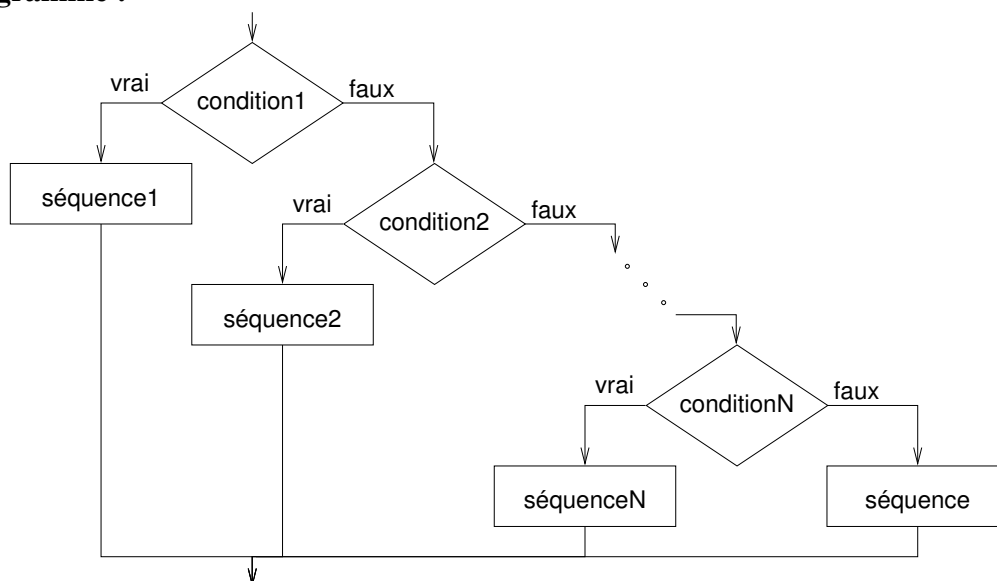 vrai
condition1
faux
séquence1
vrai
condition2
faux
séquence2
vrai
conditionN
faux
séquenceN
séquence